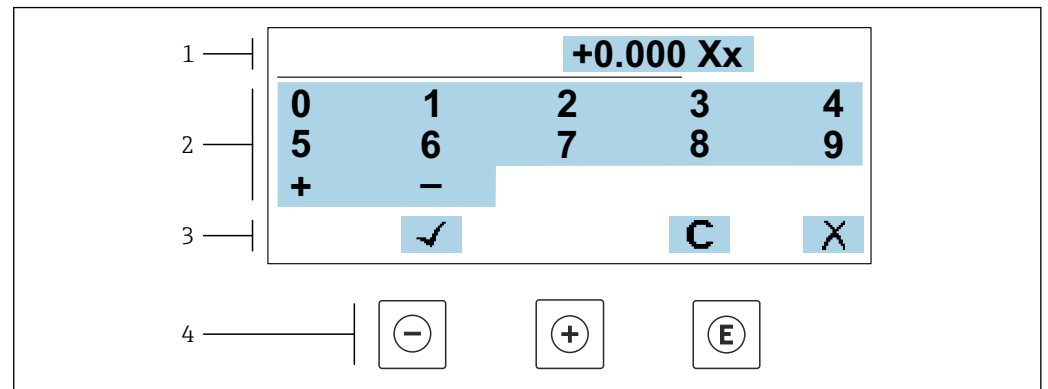 1 +0.000 Xx
2 0 1 2 3 4
5 6 7 8 9
+ –
3 ✓ C X
4 − + E